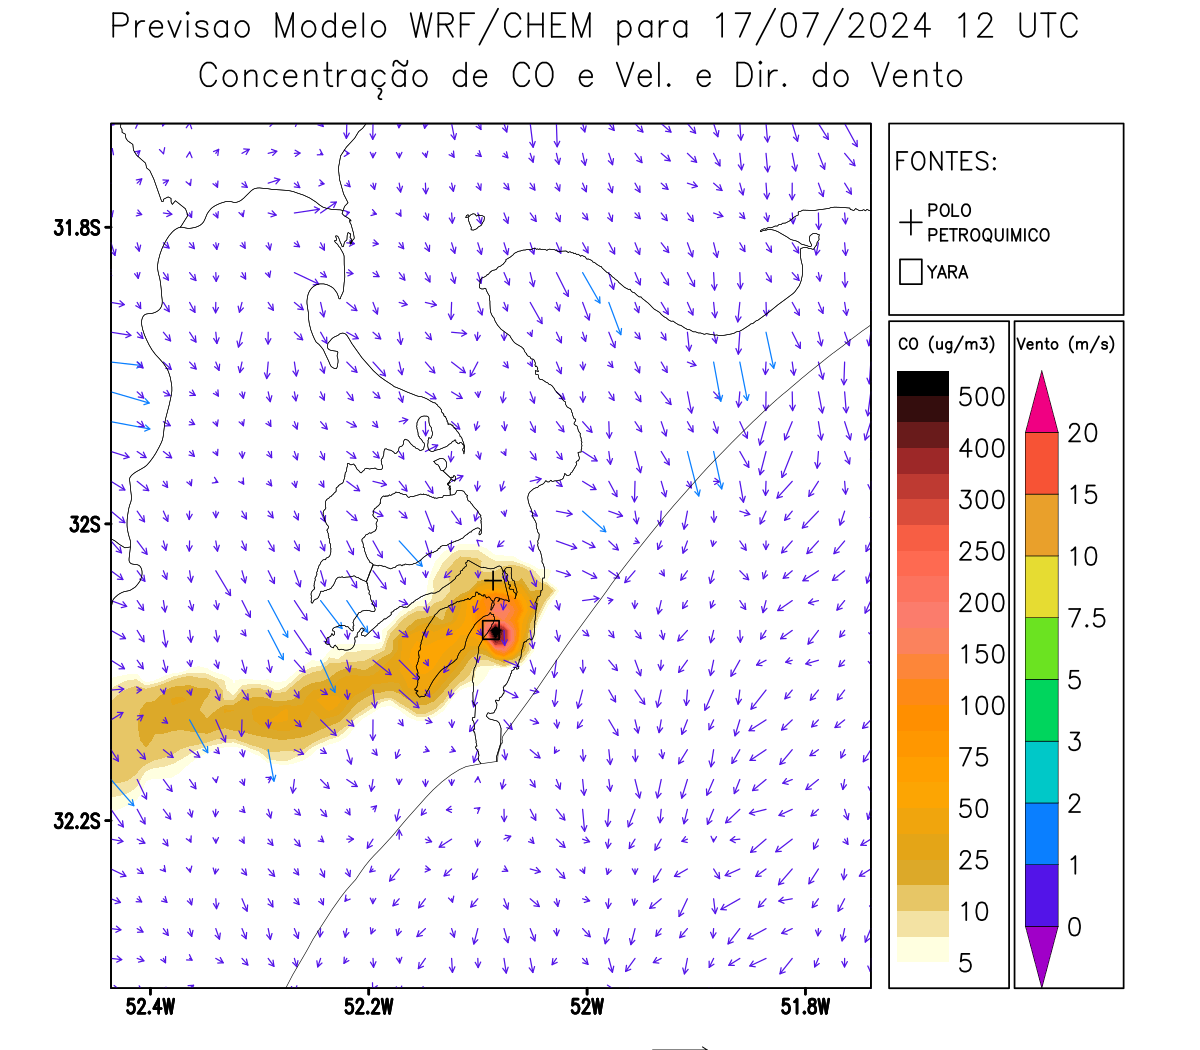 Previsao Modelo WRF/CHEM para 17/07/2024 12 UTC
Concentração de CO e Vel. e Dir. do Vento
FONTES:
POLO
PETROQUIMICO
YARA
CO (ug/m3)
500
400
300
250
200
150
100
75
50
25
10
5
Vento (m/s)
20
15
10
7.5
5
3
2
1
0
31.8S
32S
32.2S
52.4W
52.2W
52W
51.8W